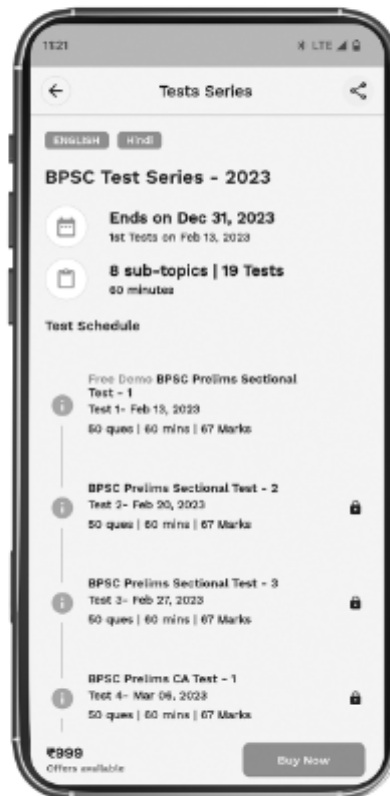 11:21 LTE
Tests Series
ENGLISH Hindi
BPSC Test Series - 2023
Ends on Dec 31, 2023
1st Tests on Feb 13, 2023
8 sub-topics | 19 Tests
60 minutes
Test Schedule
Free Demo BPSC Prelims Sectional
Test - 1
Test 1- Feb 13, 2023
50 ques | 60 mins | 67 Marks
BPSC Prelims Sectional Test - 2
Test 2- Feb 20, 2023
50 ques | 60 mins | 67 Marks
BPSC Prelims Sectional Test - 3
Test 3- Feb 27, 2023
50 ques | 60 mins | 67 Marks
BPSC Prelims CA Test - 1
Test 4- Mar 06, 2023
50 ques | 60 mins | 67 Marks
₹999
Offers available
Buy Now